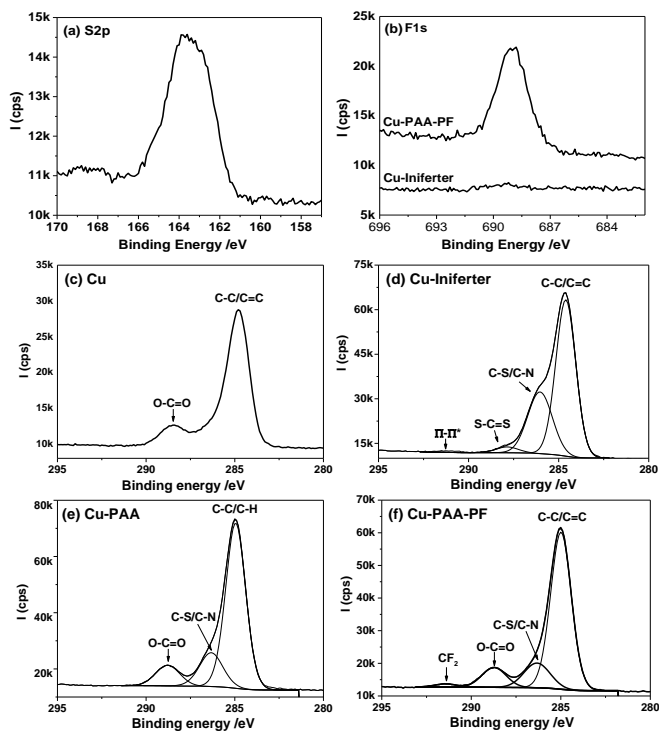 (a) S2p
15k
14k
13k
12k
11k
10k
I (cps)
170 168 166 164 162 160 158
Binding Energy /eV
(b) F1s
25k
20k
15k
10k
5k
I (cps)
Cu-PAA-PF
Cu-Iniferter
696 693 690 687 684
Binding Energy /eV
(c) Cu
35k
30k
25k
20k
15k
10k
I (cps)
C-C/C=C
O-C=O
295 290 285 280
Binding energy /eV
(d) Cu-Iniferter
75k
60k
45k
30k
15k
I (cps)
C-C/C=C
C-S/C-N
S-C=S
Π-Π*
295 290 285 280
Binding energy /eV
(e) Cu-PAA
80k
60k
40k
20k
I (cps)
C-C/C-H
C-S/C-N
O-C=O
295 290 285 280
Binding energy /eV
(f) Cu-PAA-PF
70k
60k
50k
40k
30k
20k
10k
I (cps)
C-C/C=C
C-S/C-N
O-C=O
CF₂
295 290 285 280
Binding energy /eV